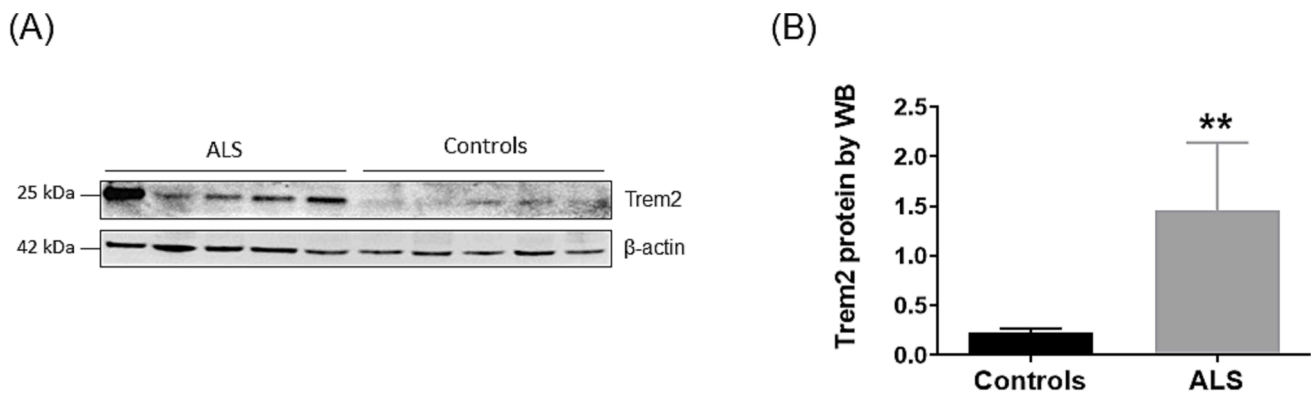 (A)
ALS Controls
25 kDa Trem2
42 kDa β-actin
(B)
Trem2 protein by WB
2.5
2.0
1.5
1.0
0.5
0.0
**
Controls ALS